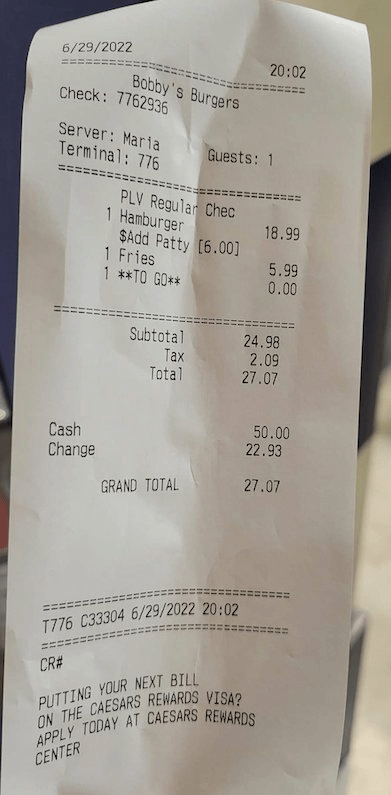 6/29/2022
==============================
20:02
Bobby's Burgers
Check: 7762936
Server: Maria
Terminal: 776 Guests: 1
==============================
PLV Regular Chec
1 Hamburger 18.99
$Add Patty [6.00]
1 Fries 5.99
1 **TO GO** 0.00
==============================
Subtotal 24.98
Tax 2.09
Total 27.07
Cash 50.00
Change 22.93
GRAND TOTAL 27.07
==============================
T776 C33304 6/29/2022 20:02
==============================
CR#
PUTTING YOUR NEXT BILL
ON THE CAESARS REWARDS VISA?
APPLY TODAY AT CAESARS REWARDS
CENTER